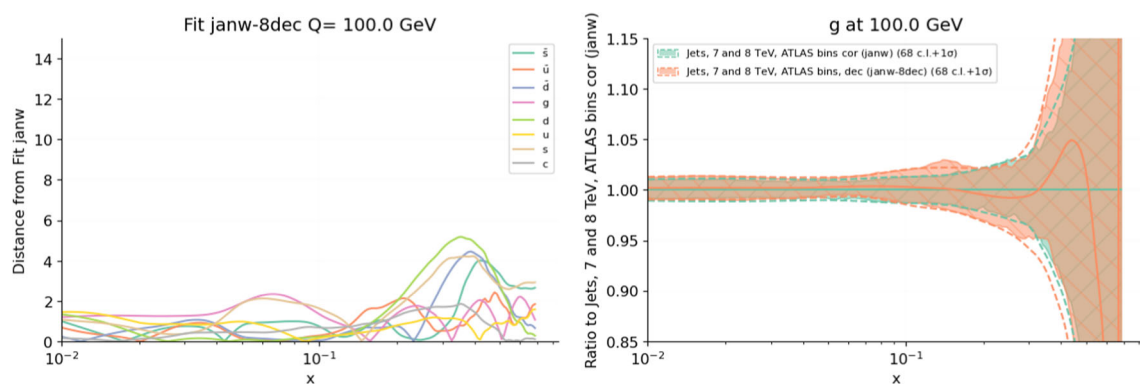 Fit janw-8dec Q= 100.0 GeV
Distance from Fit janw
14
12
10
8
6
4
2
0
10⁻²
10⁻¹
x
s̄
ū
d̄
g
d
u
s
c
g at 100.0 GeV
Ratio to Jets, 7 and 8 TeV, ATLAS bins cor (janw)
1.15
1.10
1.05
1.00
0.95
0.90
0.85
10⁻²
10⁻¹
x
Jets, 7 and 8 TeV, ATLAS bins cor (janw) (68 c.l.+1σ)
Jets, 7 and 8 TeV, ATLAS bins, dec (janw-8dec) (68 c.l.+1σ)